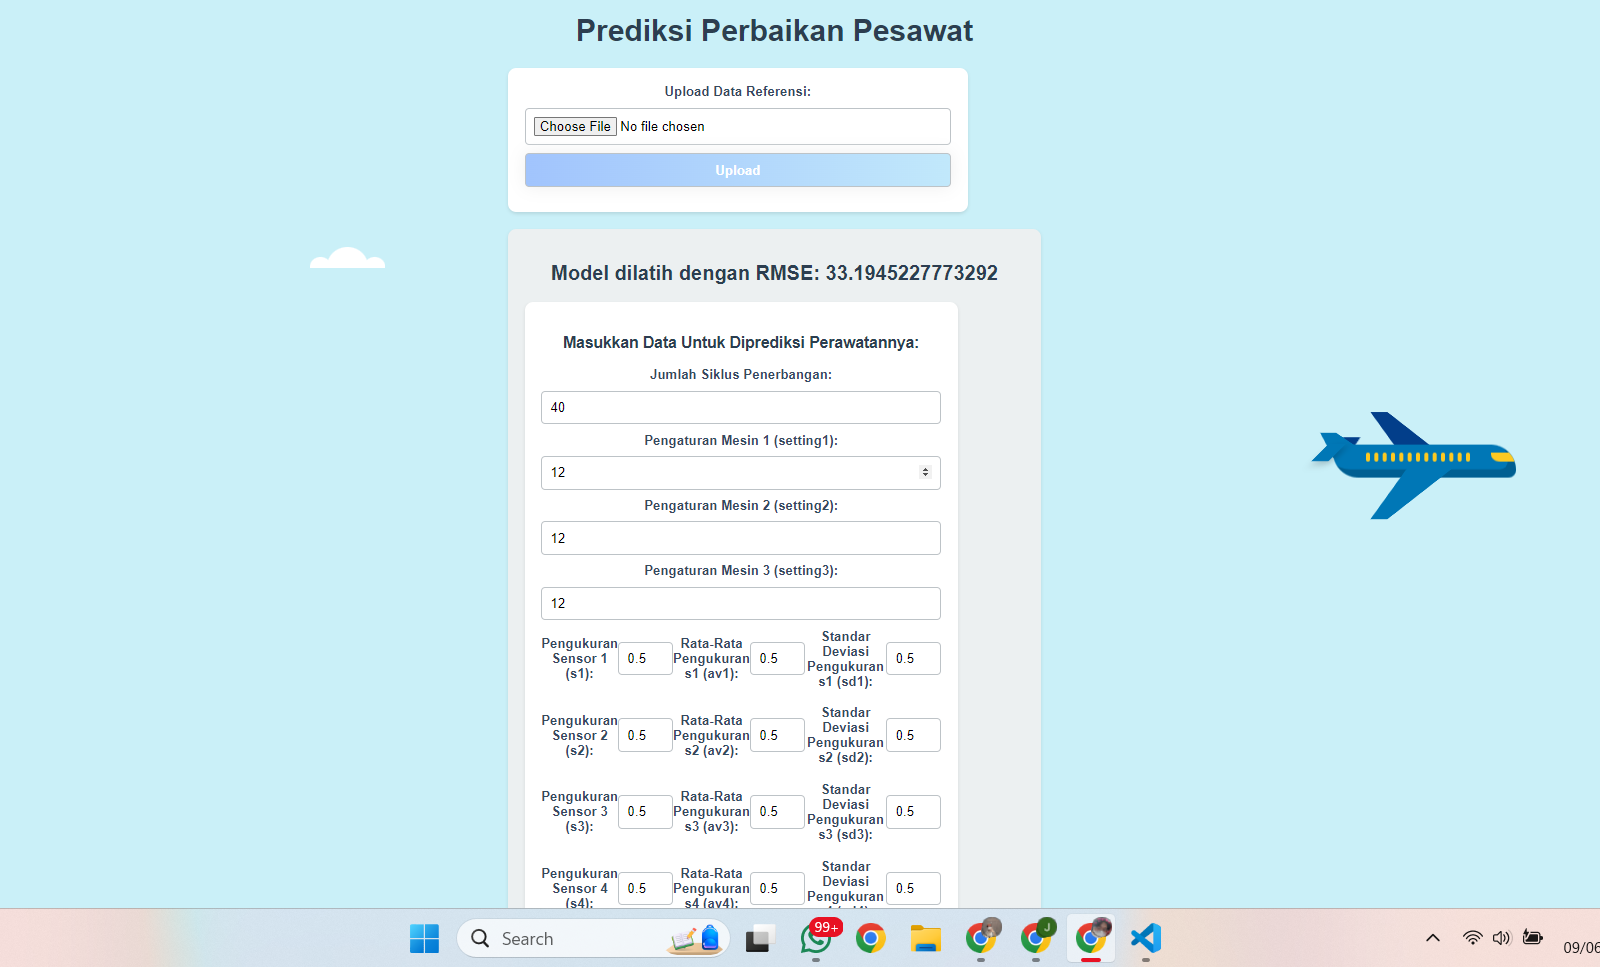 Prediksi Perbaikan Pesawat
Upload Data Referensi:
Choose File No file chosen
Upload
Model dilatih dengan RMSE: 33.1945227773292
Masukkan Data Untuk Diprediksi Perawatannya:
Jumlah Siklus Penerbangan:
40
Pengaturan Mesin 1 (setting1):
12
Pengaturan Mesin 2 (setting2):
12
Pengaturan Mesin 3 (setting3):
12
Pengukuran
Sensor 1
(s1):
0.5
Rata-Rata
Pengukuran
s1 (av1):
0.5
Standar
Deviasi
Pengukuran
s1 (sd1):
0.5
Pengukuran
Sensor 2
(s2):
0.5
Rata-Rata
Pengukuran
s2 (av2):
0.5
Standar
Deviasi
Pengukuran
s2 (sd2):
0.5
Pengukuran
Sensor 3
(s3):
0.5
Rata-Rata
Pengukuran
s3 (av3):
0.5
Standar
Deviasi
Pengukuran
s3 (sd3):
0.5
Pengukuran
Sensor 4
(s4):
0.5
Rata-Rata
Pengukuran
s4 (av4):
0.5
Standar
Deviasi
Pengukuran
0.5
Search
99+
J
09/06